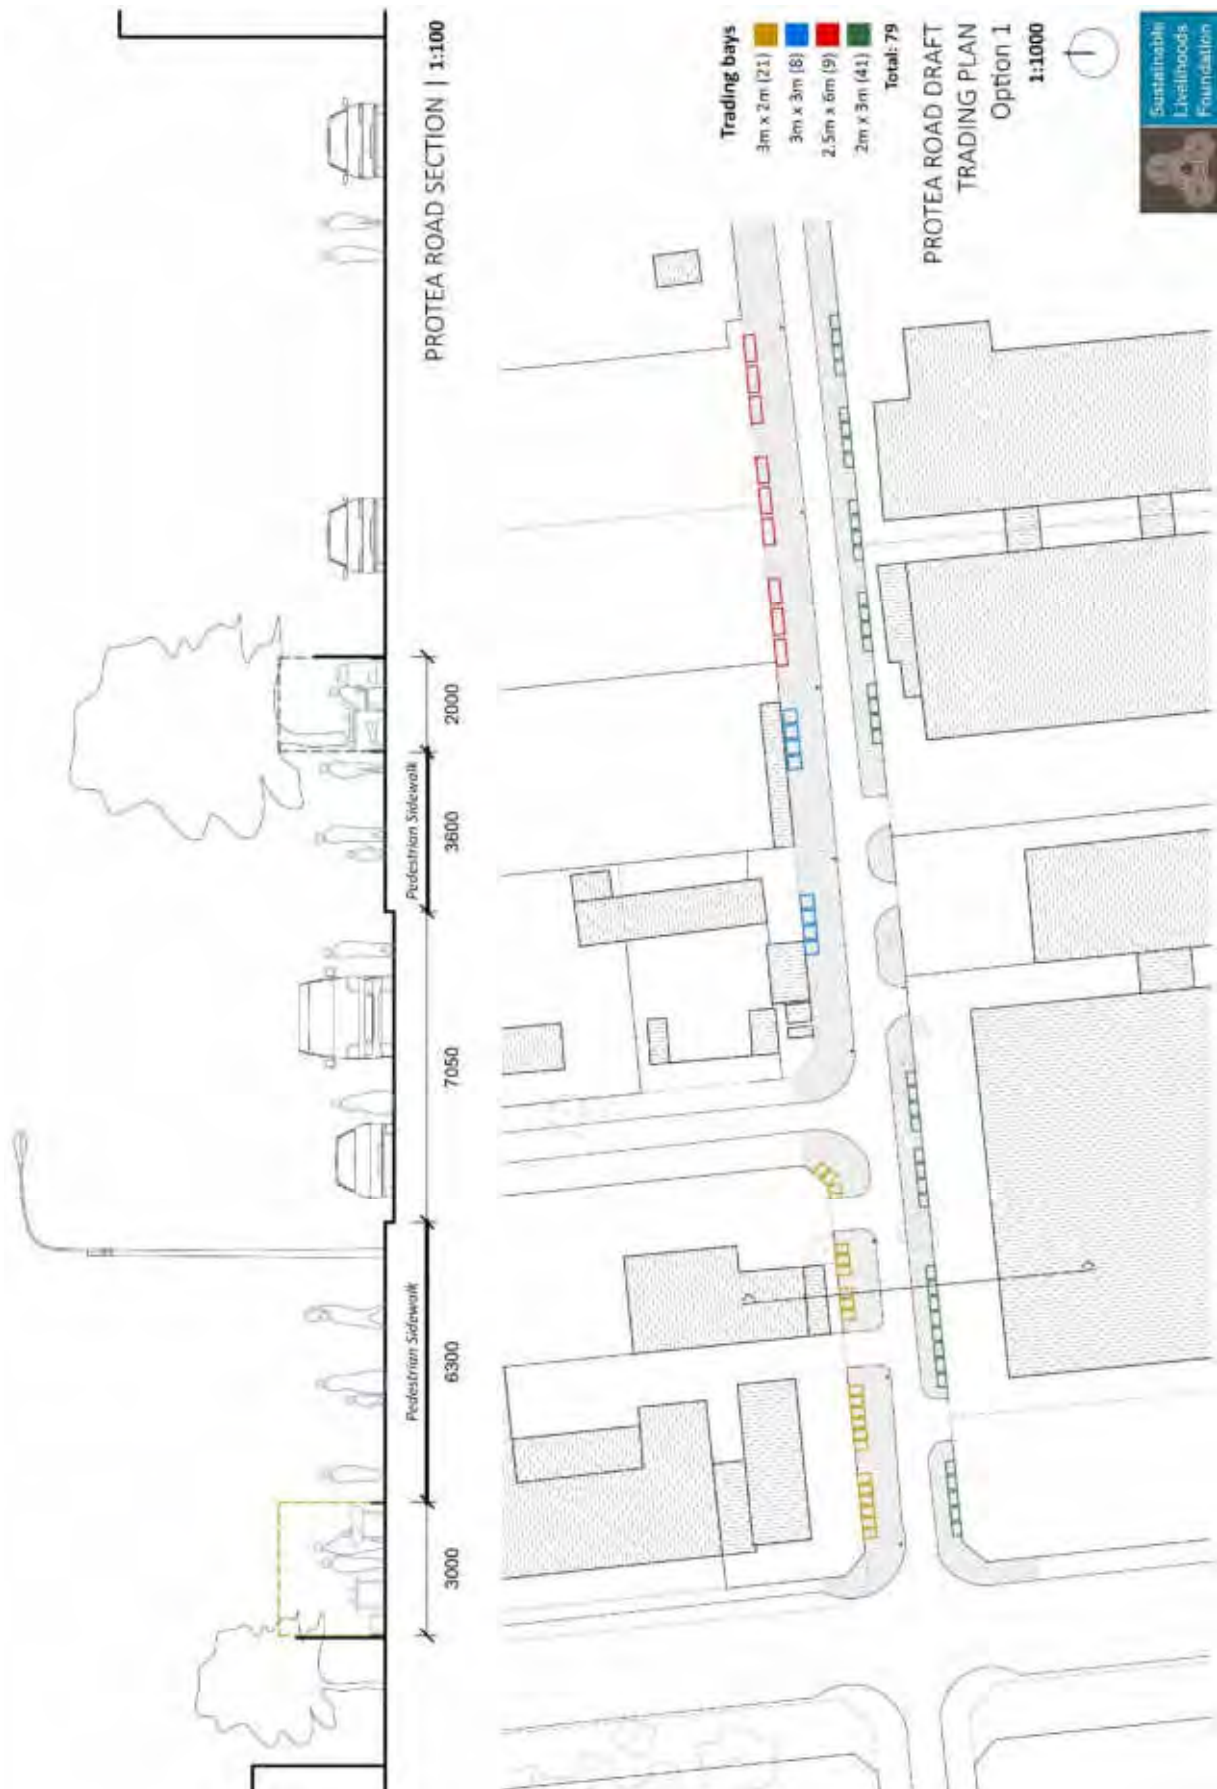 PROTEA ROAD SECTION | 1:100
3000
6300
7050
3600
2000
Pedestrian Sidewalk
Pedestrian Sidewalk
Trading bays
3m x 2m (21)
3m x 3m (8)
2.5m x 6m (9)
2m x 3m (41)
Total: 79
PROTEA ROAD DRAFT
TRADING PLAN
Option 1
1:1000
Sustainable
Livelihoods
Foundation